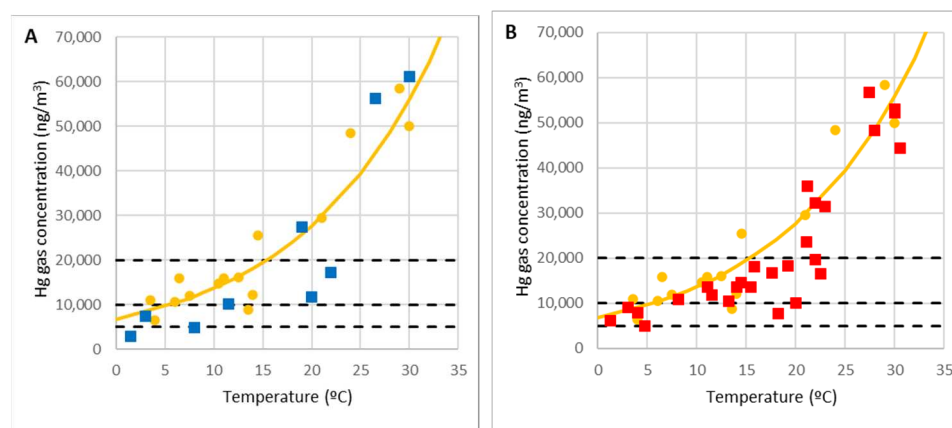 A
Hg gas concentration (ng/m³)
70,000
60,000
50,000
40,000
30,000
20,000
10,000
0
0 5 10 15 20 25 30 35
Temperature (ºC)
B
Hg gas concentration (ng/m³)
70,000
60,000
50,000
40,000
30,000
20,000
10,000
0
0 5 10 15 20 25 30 35
Temperature (ºC)